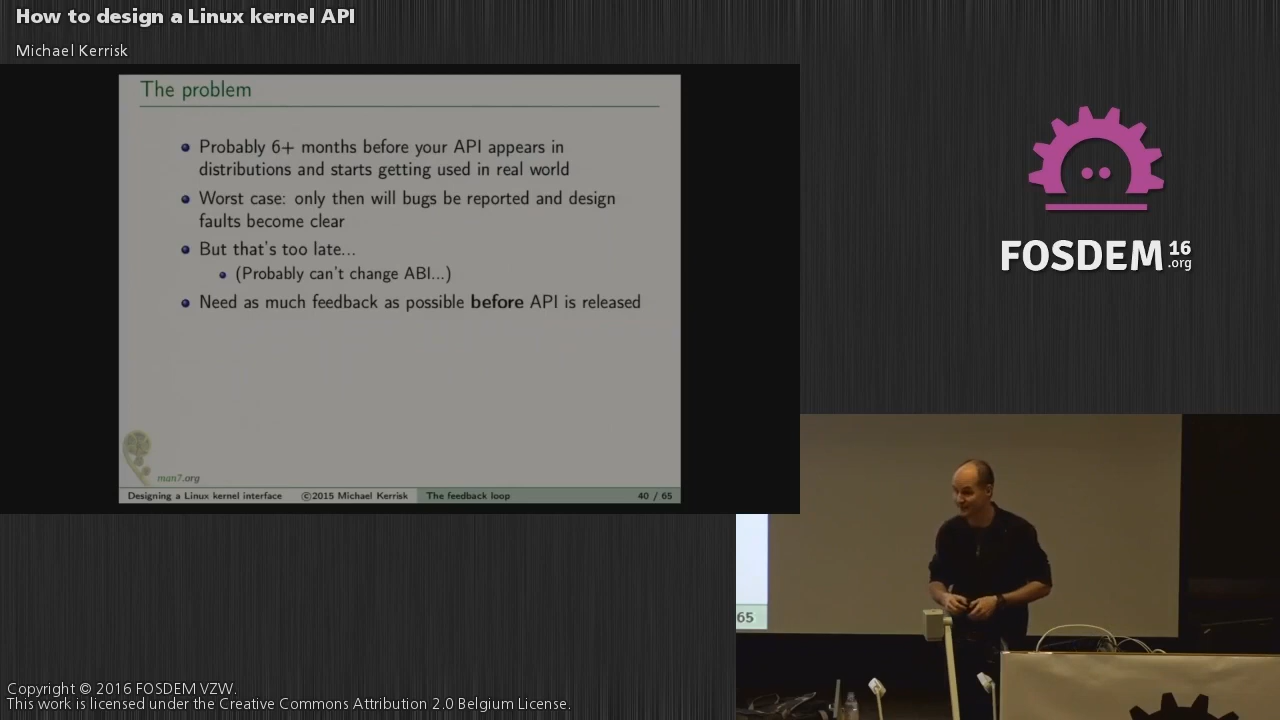 How to design a Linux kernel API
Michael Kerrisk
The problem
Probably 6+ months before your API appears in
distributions and starts getting used in real world
Worst case: only then will bugs be reported and design
faults become clear
But that's too late...
(Probably can't change ABI...)
Need as much feedback as possible before API is released
man7.org
Designing a Linux kernel interface ©2015 Michael Kerrisk The feedback loop 40 / 65
FOSDEM 16
.org
65
Copyright © 2016 FOSDEM VZW.
This work is licensed under the Creative Commons Attribution 2.0 Belgium License.